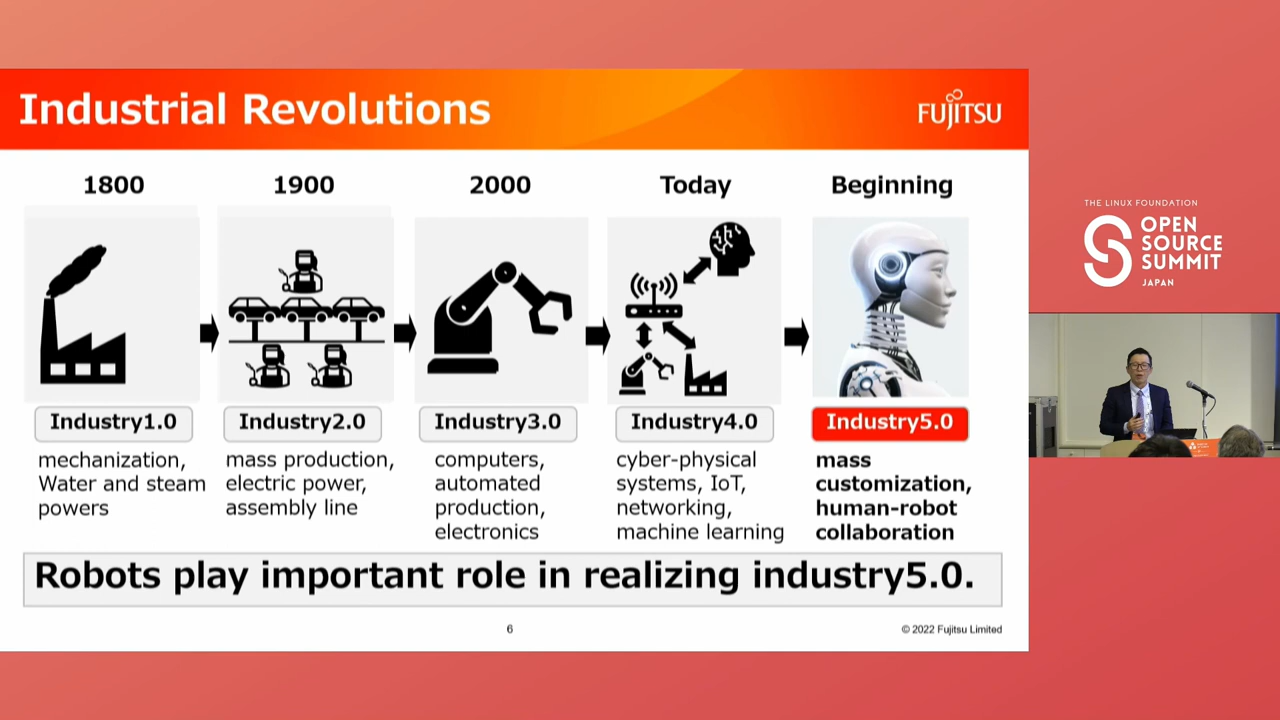 Industrial Revolutions
FUJITSU
1800
1900
2000
Today
Beginning
Industry1.0
Industry2.0
Industry3.0
Industry4.0
Industry5.0
mechanization,
Water and steam
powers
mass production,
electric power,
assembly line
computers,
automated
production,
electronics
cyber-physical
systems, IoT,
networking,
machine learning
mass
customization,
human-robot
collaboration
Robots play important role in realizing industry5.0.
6
© 2022 Fujitsu Limited
THE LINUX FOUNDATION
OPEN
SOURCE
SUMMIT
JAPAN